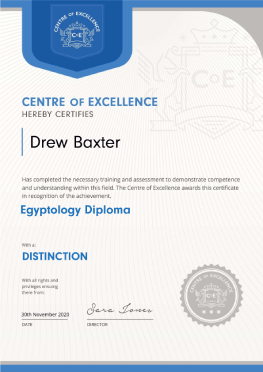 CENTRE OF EXCELLENCE
C E
CENTRE OF EXCELLENCE
HEREBY CERTIFIES
Drew Baxter
Has completed the necessary training and assessment to demonstrate competence
and understanding within this field. The Centre of Excellence awards this certificate
in recognition of the achievement.
Egyptology Diploma
With a:
DISTINCTION
With all rights and
privileges ensuing
there from:
30th November 2020
Sara Jones
DATE
DIRECTOR
CENTRE OF EXCELLENCE
C E